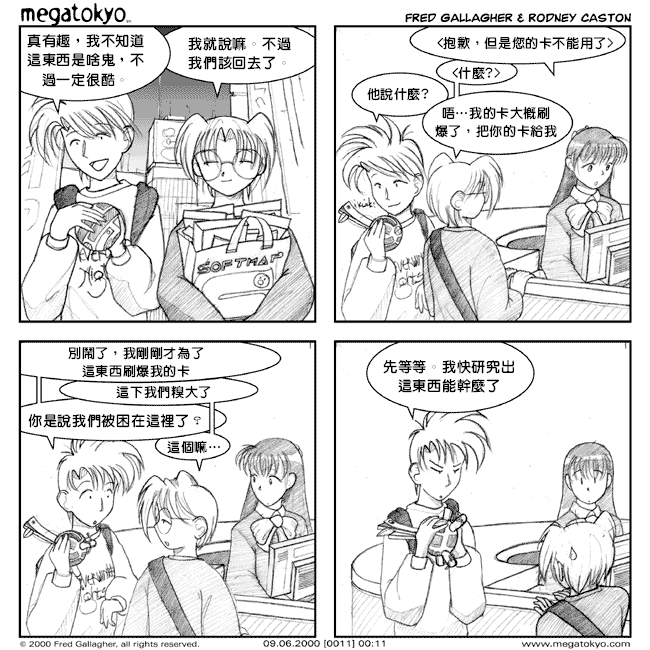 megatokyo
FRED GALLAGHER & RODNEY CASTON
真有趣，我不知道
這東西是啥鬼，不
過一定很酷。
我就說嘛。不過
我們該回去了。
SOFTMAP
<抱歉，但是您的卡不能用了>
<什麼?>
他說什麼?
唔…我的卡大概刷
爆了，把你的卡給我
別鬧了，我剛剛才為了
這東西刷爆我的卡
這下我們糗大了
你是說我們被困在這裡了？
這個嘛…
先等等。我快研究出
這東西能幹麼了
© 2000 Fred Gallagher, all rights reserved.
09.06.2000 [0011] 00:11
www.megatokyo.com